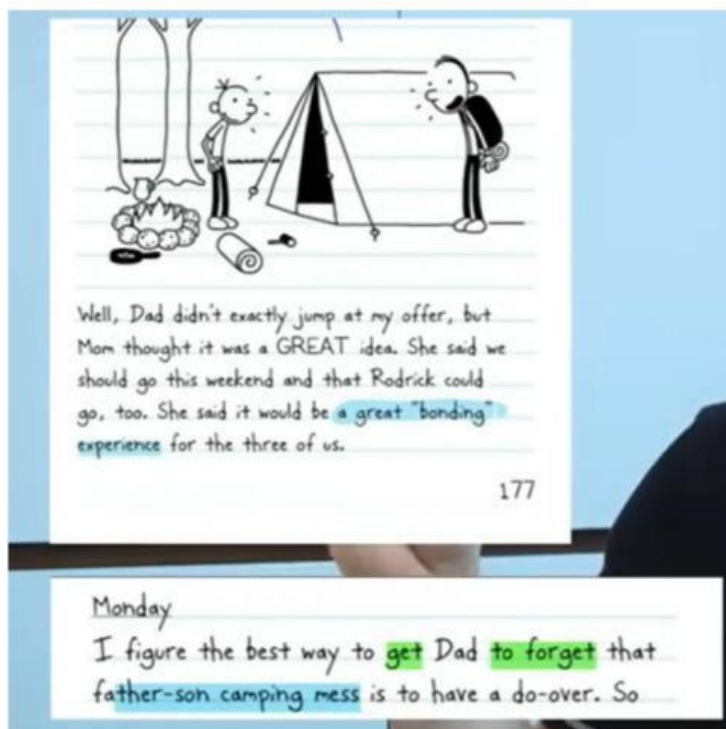 Well, Dad didn't exactly jump at my offer, but
Mom thought it was a GREAT idea. She said we
should go this weekend and that Rodrick could
go, too. She said it would be a great "bonding"
experience for the three of us.
177
Monday
I figure the best way to get Dad to forget that
father-son camping mess is to have a do-over. So